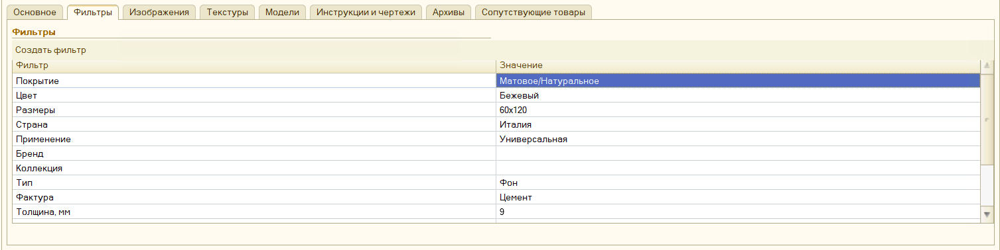 Основное Фильтры Изображения Текстуры Модели Инструкции и чертежи Архивы Сопутствующие товары
Фильтры
Создать фильтр
Фильтр Значение
Покрытие Матовое/Натуральное
Цвет Бежевый
Размеры 60x120
Страна Италия
Применение Универсальная
Бренд
Коллекция
Тип Фон
Фактура Цемент
Толщина, мм 9